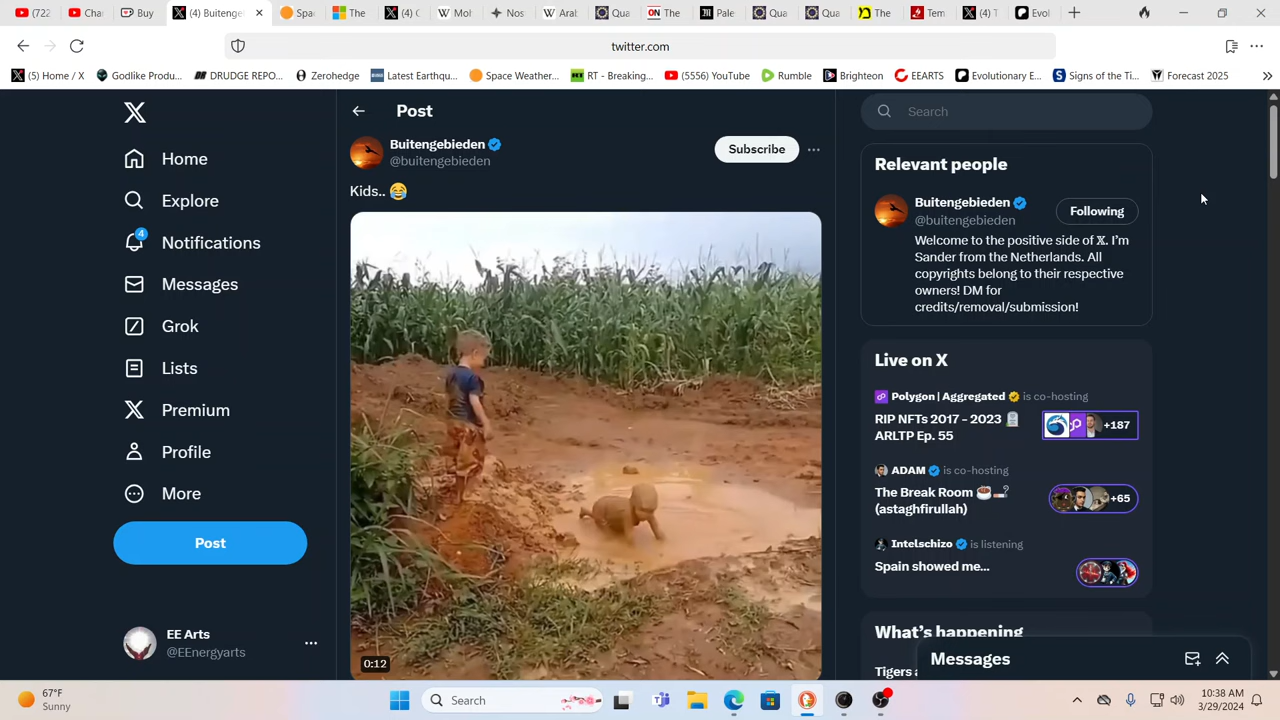 (722
Cha
Buy
(4) Buiteng
Spac
The
(
Wo
Nos
Ara
Qua
The
Pale
Qua
Qua
The
Tem
(4) T
Evol
twitter.com
(5) Home / X
Godlike Produ...
DRUDGE REPO...
Zerohedge
Latest Earthqu...
Space Weather...
RT - Breaking...
(5556) YouTube
Rumble
Brighteon
EEARTS
Evolutionary E...
Signs of the Ti...
Forecast 2025
Post
Search
Buitengebieden
@buitengebieden
Subscribe
Kids.. 😂
0:12
Home
Explore
4
Notifications
Messages
Grok
Lists
Premium
Profile
More
Post
EE Arts
@EEnergyarts
Relevant people
Buitengebieden
@buitengebieden
Following
Welcome to the positive side of 𝕏. I’m
Sander from the Netherlands. All
copyrights belong to their respective
owners! DM for
credits/removal/submission!
Live on X
Polygon | Aggregated is co-hosting
RIP NFTs 2017 - 2023 🪦
ARLTP Ep. 55
+187
ADAM is co-hosting
The Break Room ☕🚬
(astaghfirullah)
+65
Intelschizo is listening
Spain showed me...
What’s happening
Tigers a
Messages
67°F
Sunny
Search
10:38 AM
3/29/2024